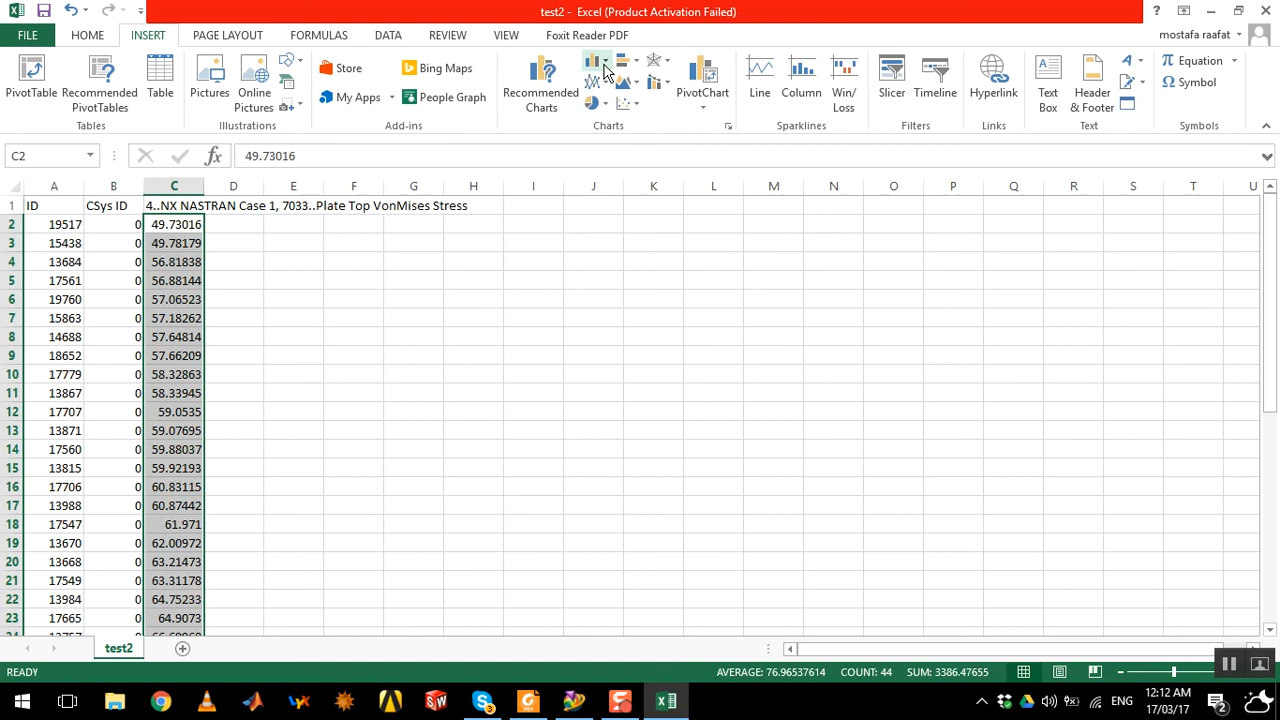 test2 - Excel (Product Activation Failed)
FILE HOME INSERT PAGE LAYOUT FORMULAS DATA REVIEW VIEW Foxit Reader PDF mostafa raafat
PivotTable Recommended PivotTables Table Pictures Online Pictures Store My Apps Bing Maps People Graph Recommended Charts PivotChart Line Column Win/ Loss Slicer Timeline Hyperlink Text Box Header & Footer Equation Symbol
Tables Illustrations Add-ins Charts Sparklines Filters Links Text Symbols
C2 fx 49.73016
A B C D E F G H I J K L M N O P Q R S T U
1 ID CSys ID 4..NX NASTRAN Case 1, 7033..Plate Top VonMises Stress
2 19517 0 49.73016
3 15438 0 49.78179
4 13684 0 56.81838
5 17561 0 56.88144
6 19760 0 57.06523
7 15863 0 57.18262
8 14688 0 57.64814
9 18652 0 57.66209
10 17779 0 58.32863
11 13867 0 58.33945
12 17707 0 59.0535
13 13871 0 59.07695
14 17560 0 59.88037
15 13815 0 59.92193
16 17706 0 60.83115
17 13988 0 60.87442
18 17547 0 61.971
19 13670 0 62.00972
20 13668 0 63.21473
21 17549 0 63.31178
22 13984 0 64.75233
23 17665 0 64.9073
test2
READY AVERAGE: 76.96537614 COUNT: 44 SUM: 3386.47655
ENG 12:12 AM
17/03/17